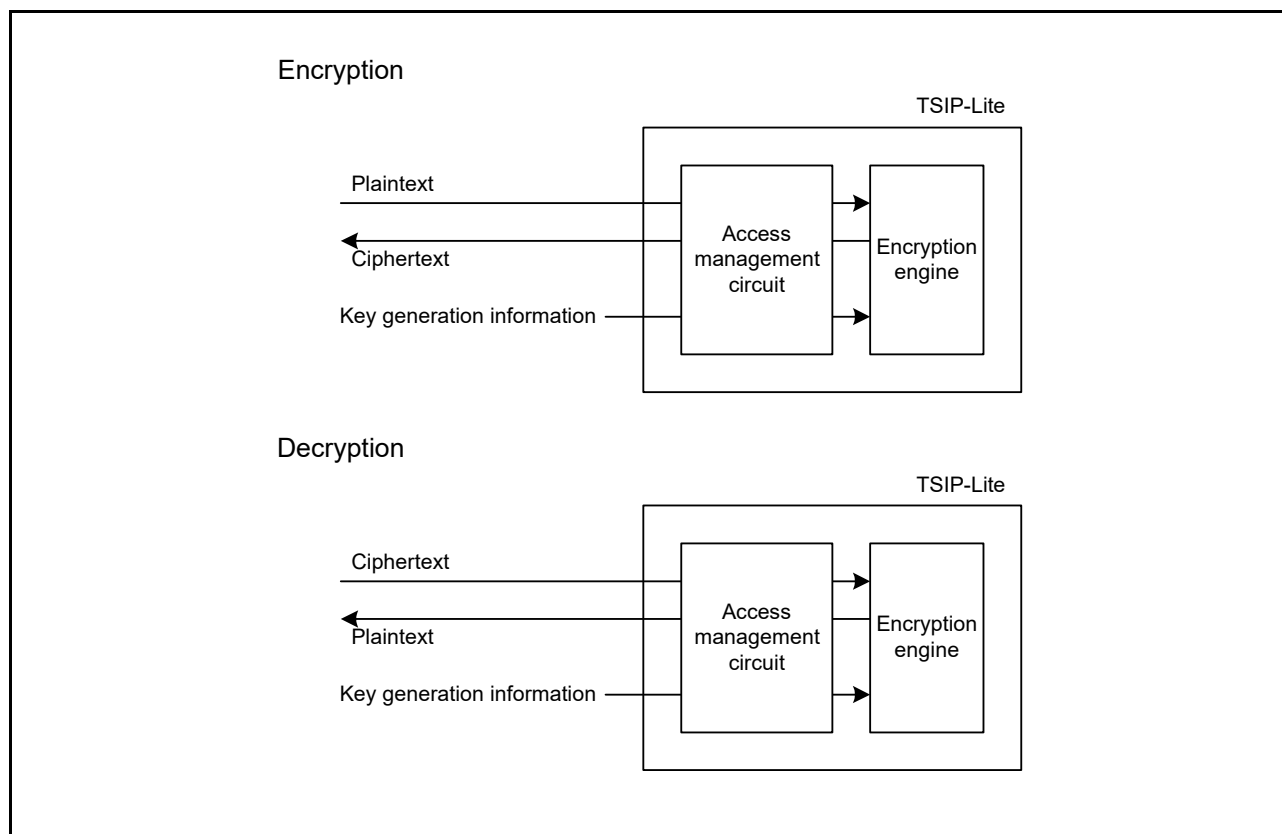 Encryption
TSIP-Lite
Plaintext
Ciphertext
Key generation information
Access
management
circuit
Encryption
engine
Decryption
TSIP-Lite
Ciphertext
Plaintext
Key generation information
Access
management
circuit
Encryption
engine